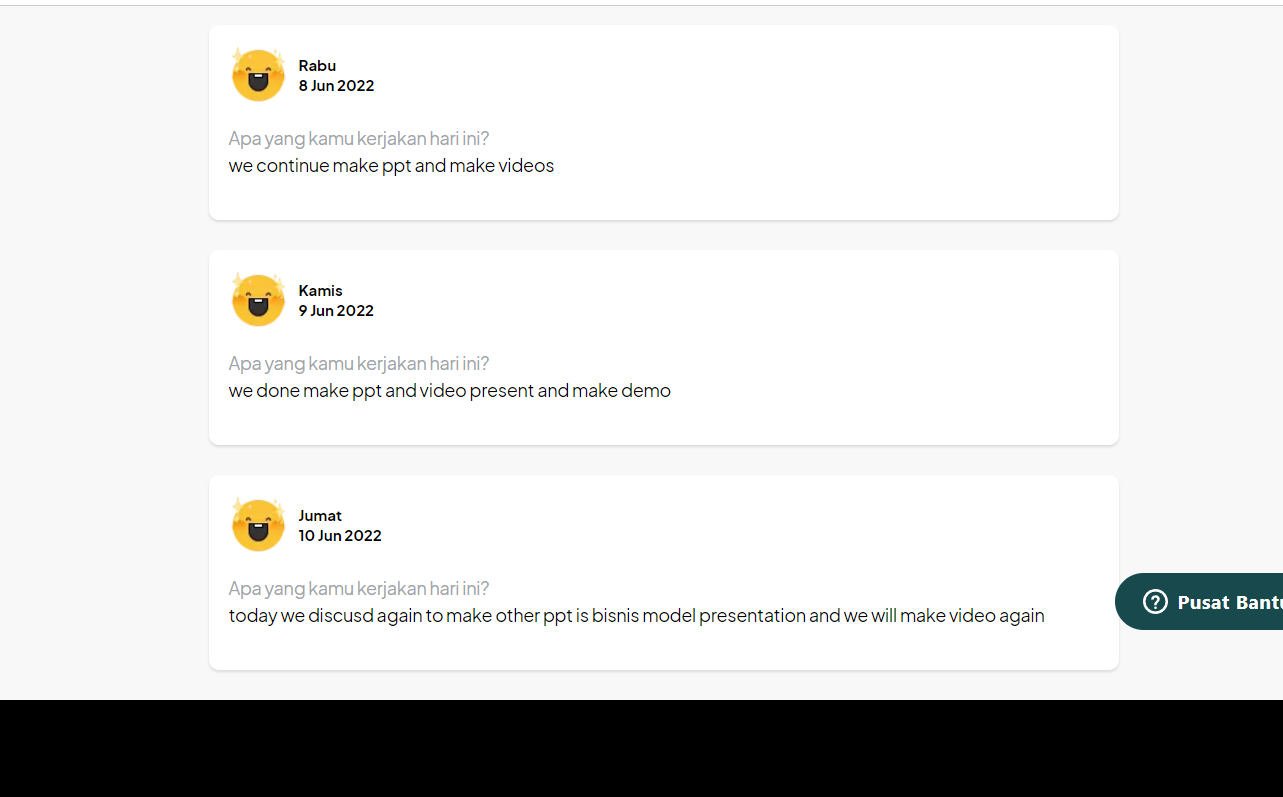 Rabu
8 Jun 2022
Apa yang kamu kerjakan hari ini?
we continue make ppt and make videos
Kamis
9 Jun 2022
Apa yang kamu kerjakan hari ini?
we done make ppt and video present and make demo
Jumat
10 Jun 2022
Apa yang kamu kerjakan hari ini?
today we discusd again to make other ppt is bisnis model presentation and we will make video again
Pusat Bantu